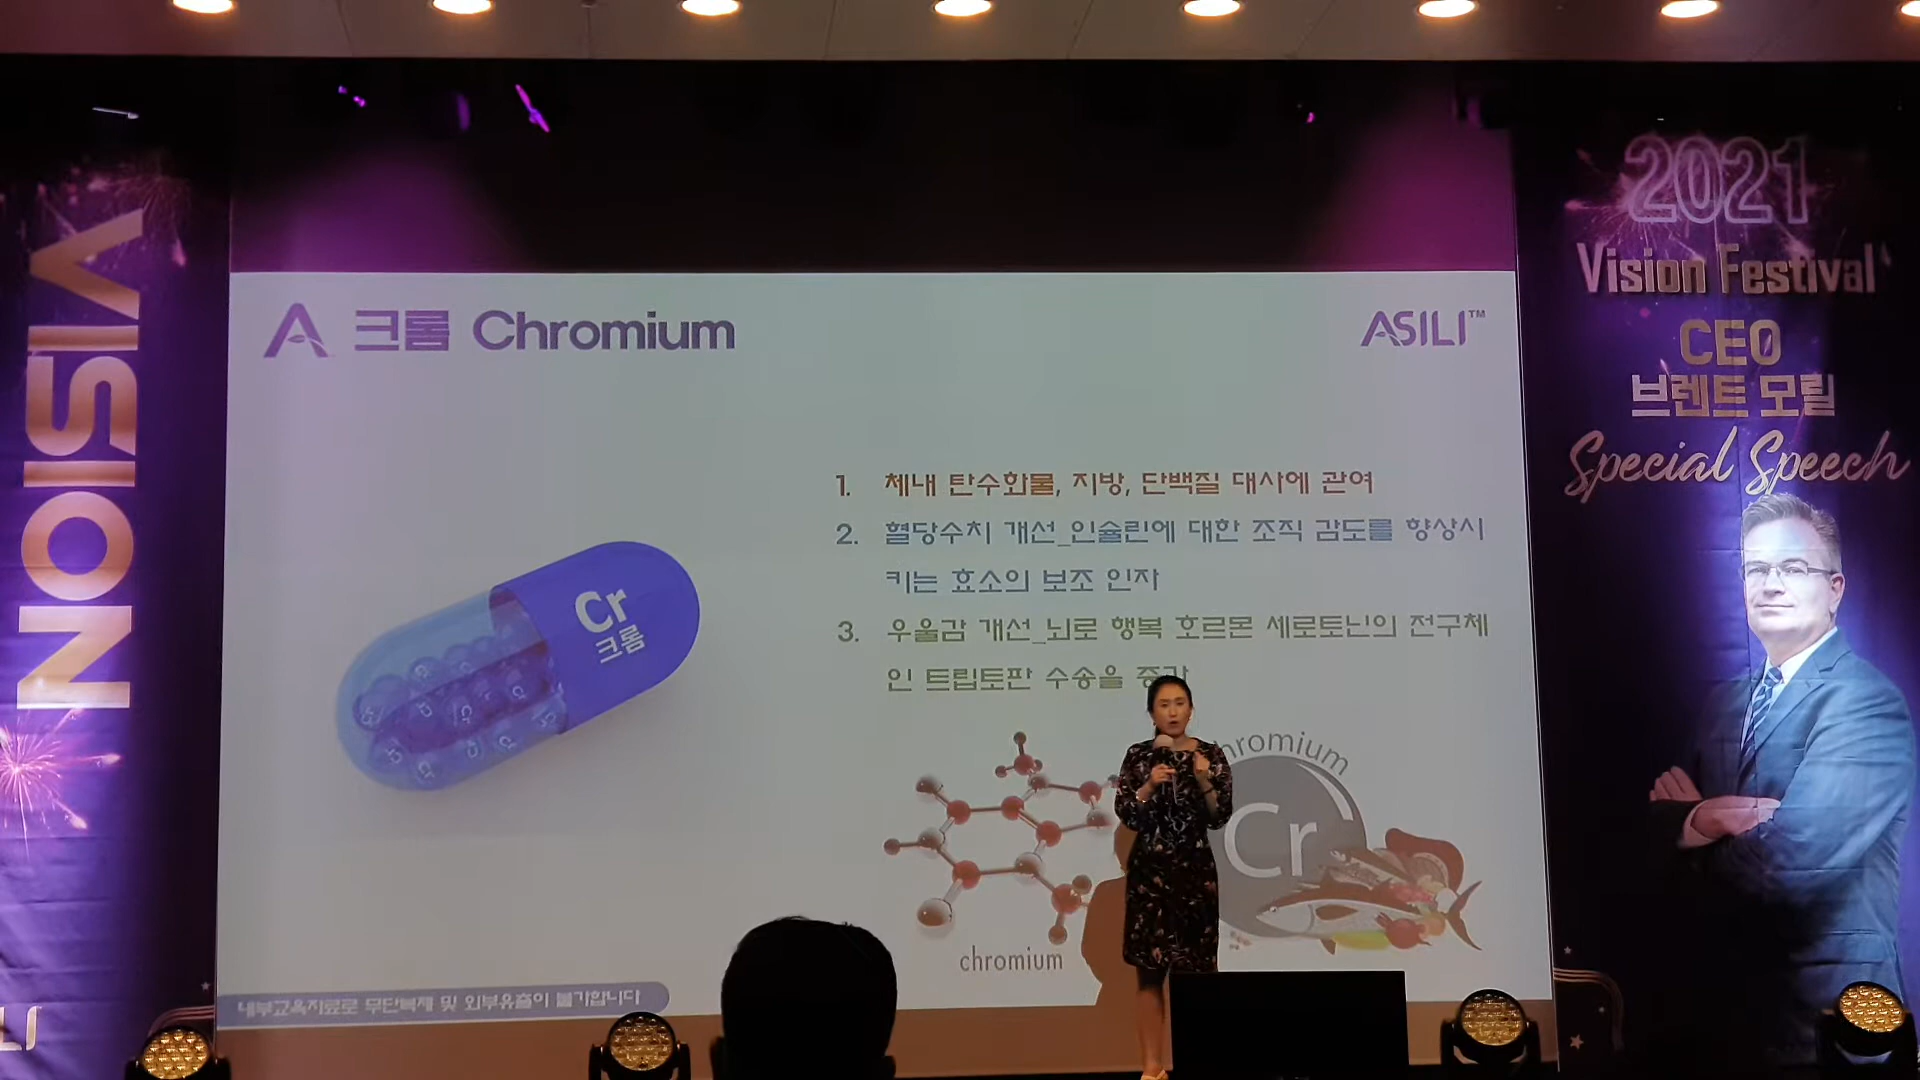 VISION
A 크롬 Chromium
ASILI™
1. 체내 탄수화물, 지방, 단백질 대사에 관여
2. 혈당수치 개선_인슐린에 대한 조직 감도를 향상시
키는 효소의 보조 인자
3. 우울감 개선_뇌로 행복 호르몬 세로토닌의 전구체
인 트립토판 수송을
Cr
크롬
chromium
Cr
chromium
내부교육자료로 무단복제 및 외부유출이 불가합니다
2021
Vision Festival
CEO
브렌트 모릴
Special Speech